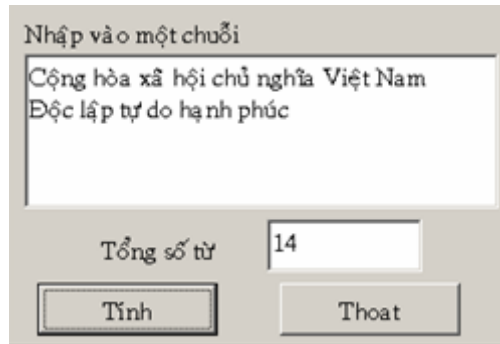 Nhập vào một chuỗi
Cộng hòa xã hội chủ nghĩa Việt Nam
Độc lập tự do hạnh phúc
Tổng số từ 14
Tính Thoat